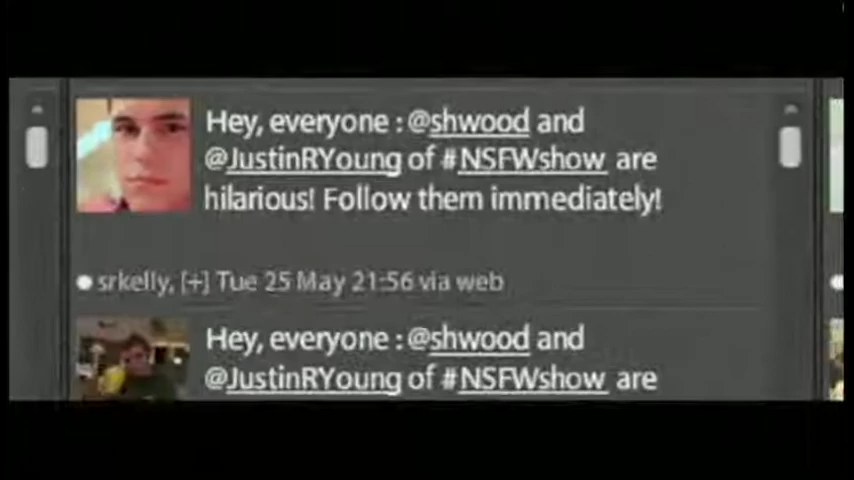 Hey, everyone : @shwood and
@JustinRYoung of #NSFWshow are
hilarious! Follow them immediately!
srkelly, [+] Tue 25 May 21:56 via web
Hey, everyone : @shwood and
@JustinRYoung of #NSFWshow are